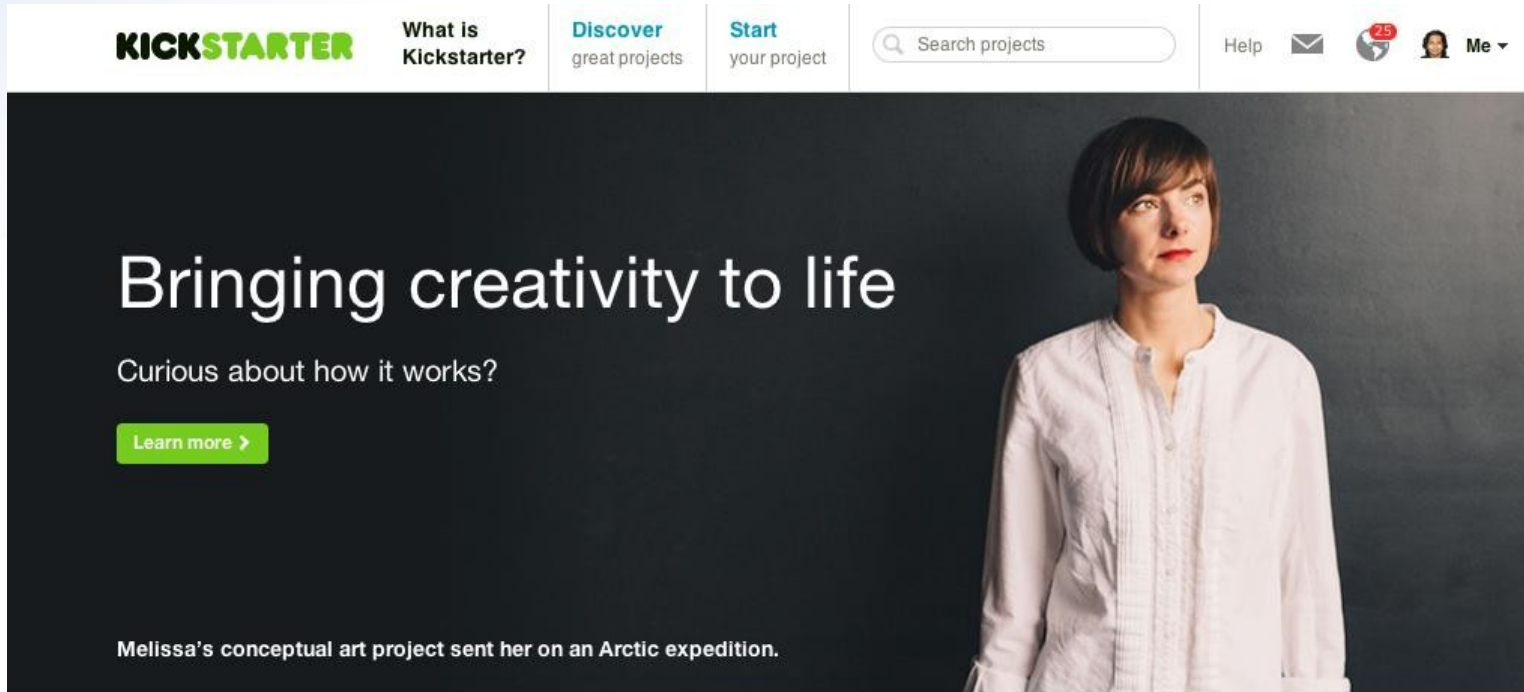 KICKSTARTER
What is
Kickstarter?
Discover
great projects
Start
your project
Search projects
Help
25
Me
Bringing creativity to life
Curious about how it works?
Learn more
Melissa’s conceptual art project sent her on an Arctic expedition.